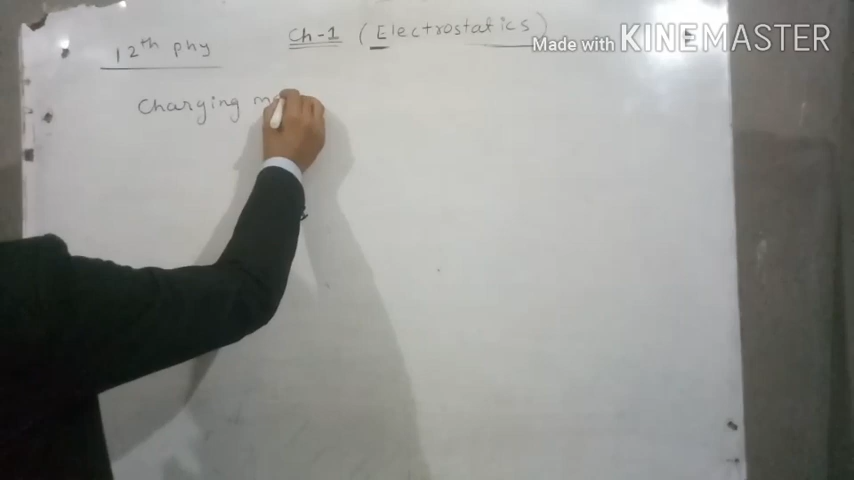 12th phy
Ch-1 (Electrostatics)
Made with KINEMASTER
Charging